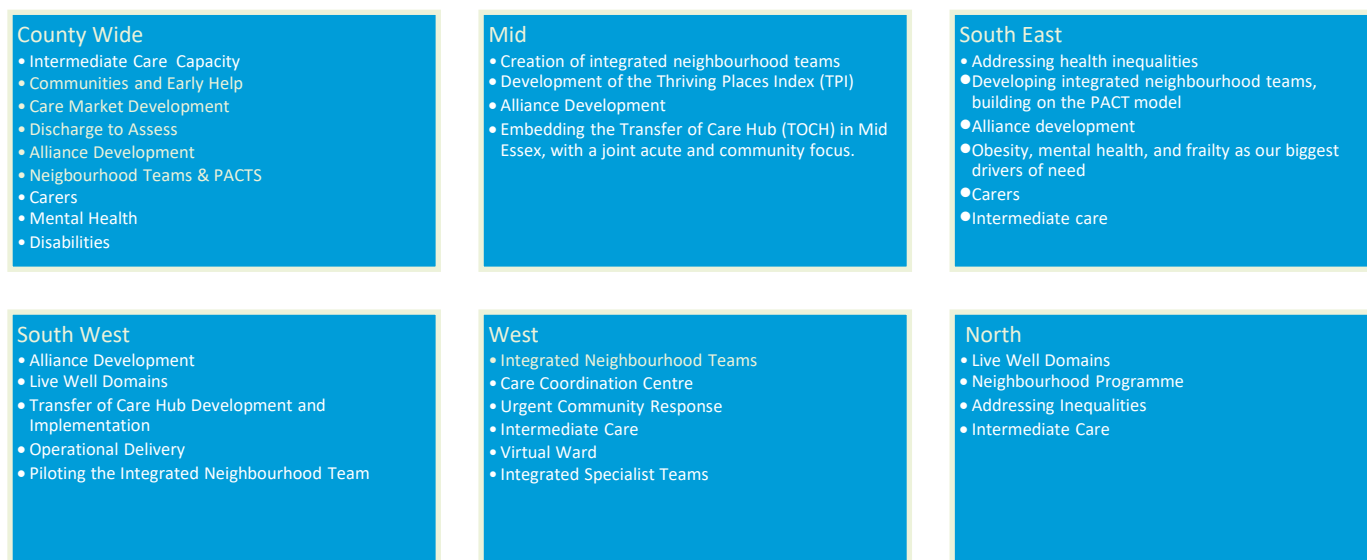 County Wide
• Intermediate Care Capacity
• Communities and Early Help
• Care Market Development
• Discharge to Assess
• Alliance Development
• Neigbourhood Teams & PACTS
• Carers
• Mental Health
• Disabilities
Mid
• Creation of integrated neighbourhood teams
• Development of the Thriving Places Index (TPI)
• Alliance Development
• Embedding the Transfer of Care Hub (TOCH) in Mid
Essex, with a joint acute and community focus.
South East
• Addressing health inequalities
• Developing integrated neighbourhood teams,
building on the PACT model
• Alliance development
• Obesity, mental health, and frailty as our biggest
drivers of need
• Carers
• Intermediate care
South West
• Alliance Development
• Live Well Domains
• Transfer of Care Hub Development and
Implementation
• Operational Delivery
• Piloting the Integrated Neighbourhood Team
West
• Integrated Neighbourhood Teams
• Care Coordination Centre
• Urgent Community Response
• Intermediate Care
• Virtual Ward
• Integrated Specialist Teams
North
• Live Well Domains
• Neighbourhood Programme
• Addressing Inequalities
• Intermediate Care